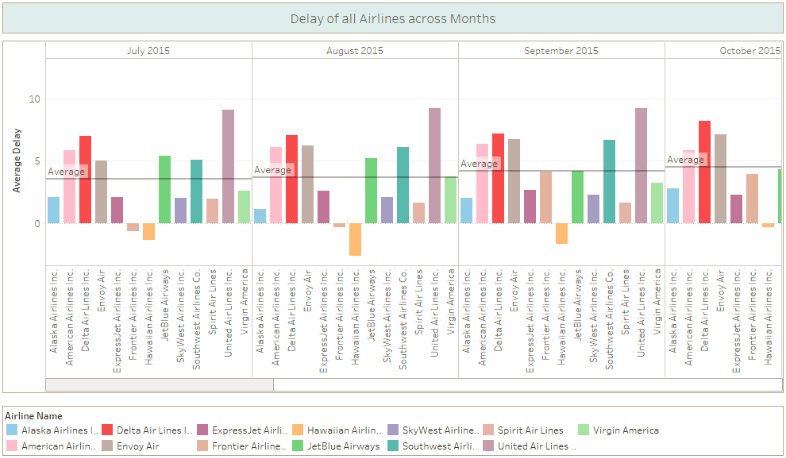 Delay of all Airlines across Months
July 2015 August 2015 September 2015 October 2015
Average Delay
10
5
0
Average Average Average Average
Alaska Airlines Inc.
American Airlines Inc.
Delta Air Lines Inc.
Envoy Air
ExpressJet Airlines Inc.
Frontier Airlines Inc.
Hawaiian Airlines Inc.
JetBlue Airways
SkyWest Airlines Inc.
Southwest Airlines Co.
Spirit Air Lines
United Air Lines Inc.
Virgin America
Alaska Airlines Inc.
American Airlines Inc.
Delta Air Lines Inc.
Envoy Air
ExpressJet Airlines Inc.
Frontier Airlines Inc.
Hawaiian Airlines Inc.
JetBlue Airways
SkyWest Airlines Inc.
Southwest Airlines Co.
Spirit Air Lines
United Air Lines Inc.
Virgin America
Alaska Airlines Inc.
American Airlines Inc.
Delta Air Lines Inc.
Envoy Air
ExpressJet Airlines Inc.
Frontier Airlines Inc.
Hawaiian Airlines Inc.
JetBlue Airways
SkyWest Airlines Inc.
Southwest Airlines Co.
Spirit Air Lines
United Air Lines Inc.
Virgin America
Alaska Airlines Inc.
American Airlines Inc.
Delta Air Lines Inc.
Envoy Air
ExpressJet Airlines Inc.
Frontier Airlines Inc.
Hawaiian Airlines Inc.
Airline Name
Alaska Airlines I.. Delta Air Lines I.. ExpressJet Airli.. Hawaiian Airlin.. SkyWest Airline.. Spirit Air Lines Virgin America
American Airlin.. Envoy Air Frontier Airline.. JetBlue Airways Southwest Airli.. United Air Lines ..